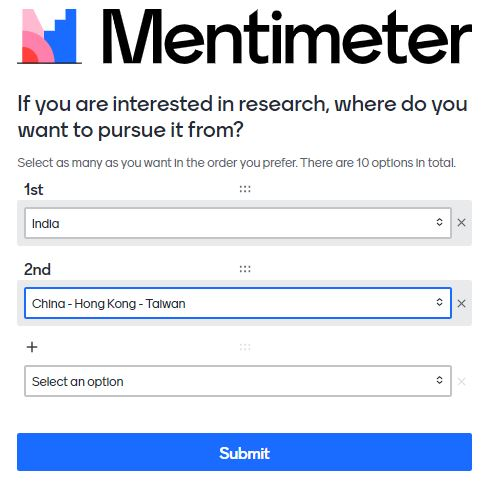 Mentimeter
If you are interested in research, where do you
want to pursue it from?
Select as many as you want in the order you prefer. There are 10 options in total.
1st
India
2nd
China - Hong Kong - Taiwan
+
Select an option
Submit